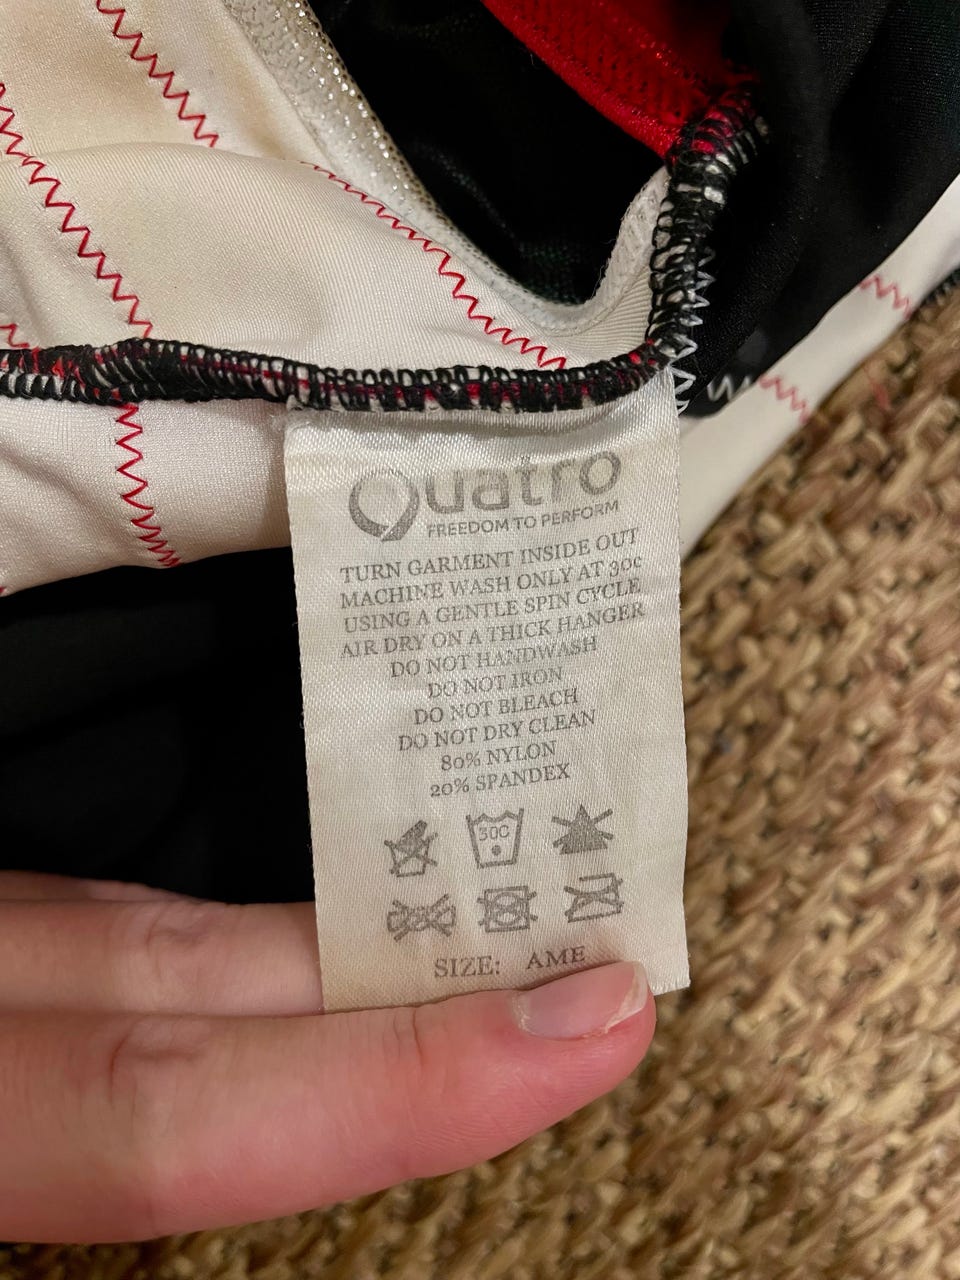 Quatro
FREEDOM TO PERFORM
TURN GARMENT INSIDE OUT
MACHINE WASH ONLY AT 30c
USING A GENTLE SPIN CYCLE
AIR DRY ON A THICK HANGER
DO NOT HANDWASH
DO NOT IRON
DO NOT BLEACH
DO NOT DRY CLEAN
80% NYLON
20% SPANDEX
30C
SIZE: AME